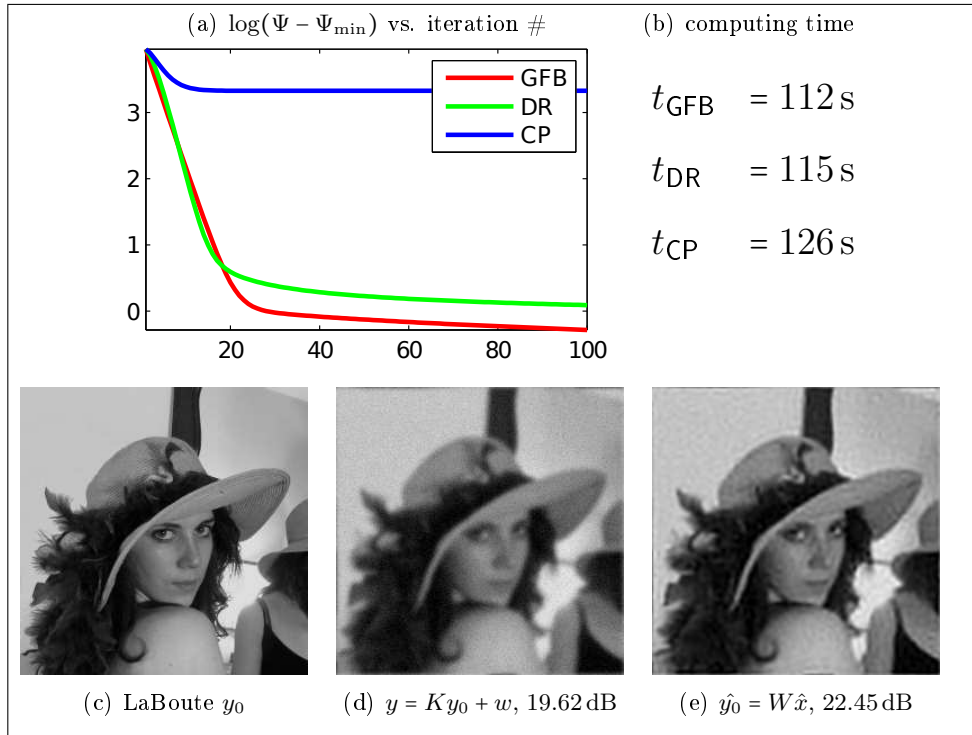 (a) log(Ψ − Ψmin) vs. iteration #
3
2
1
0
20 40 60 80 100
GFB
DR
CP
(b) computing time
tGFB = 112 s
tDR = 115 s
tCP = 126 s
(c) LaBoute y₀
(d) y = Ky₀ + w, 19.62 dB
(e) ŷ₀ = Wx̂, 22.45 dB